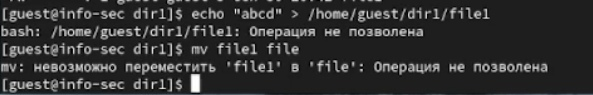 [guest@info-sec dir1]$ echo "abcd" > /home/guest/dir1/file1
bash: /home/guest/dir1/file1: Операция не позволена
[guest@info-sec dir1]$ mv file1 file
mv: невозможно переместить 'file1' в 'file': Операция не позволена
[guest@info-sec dir1]$